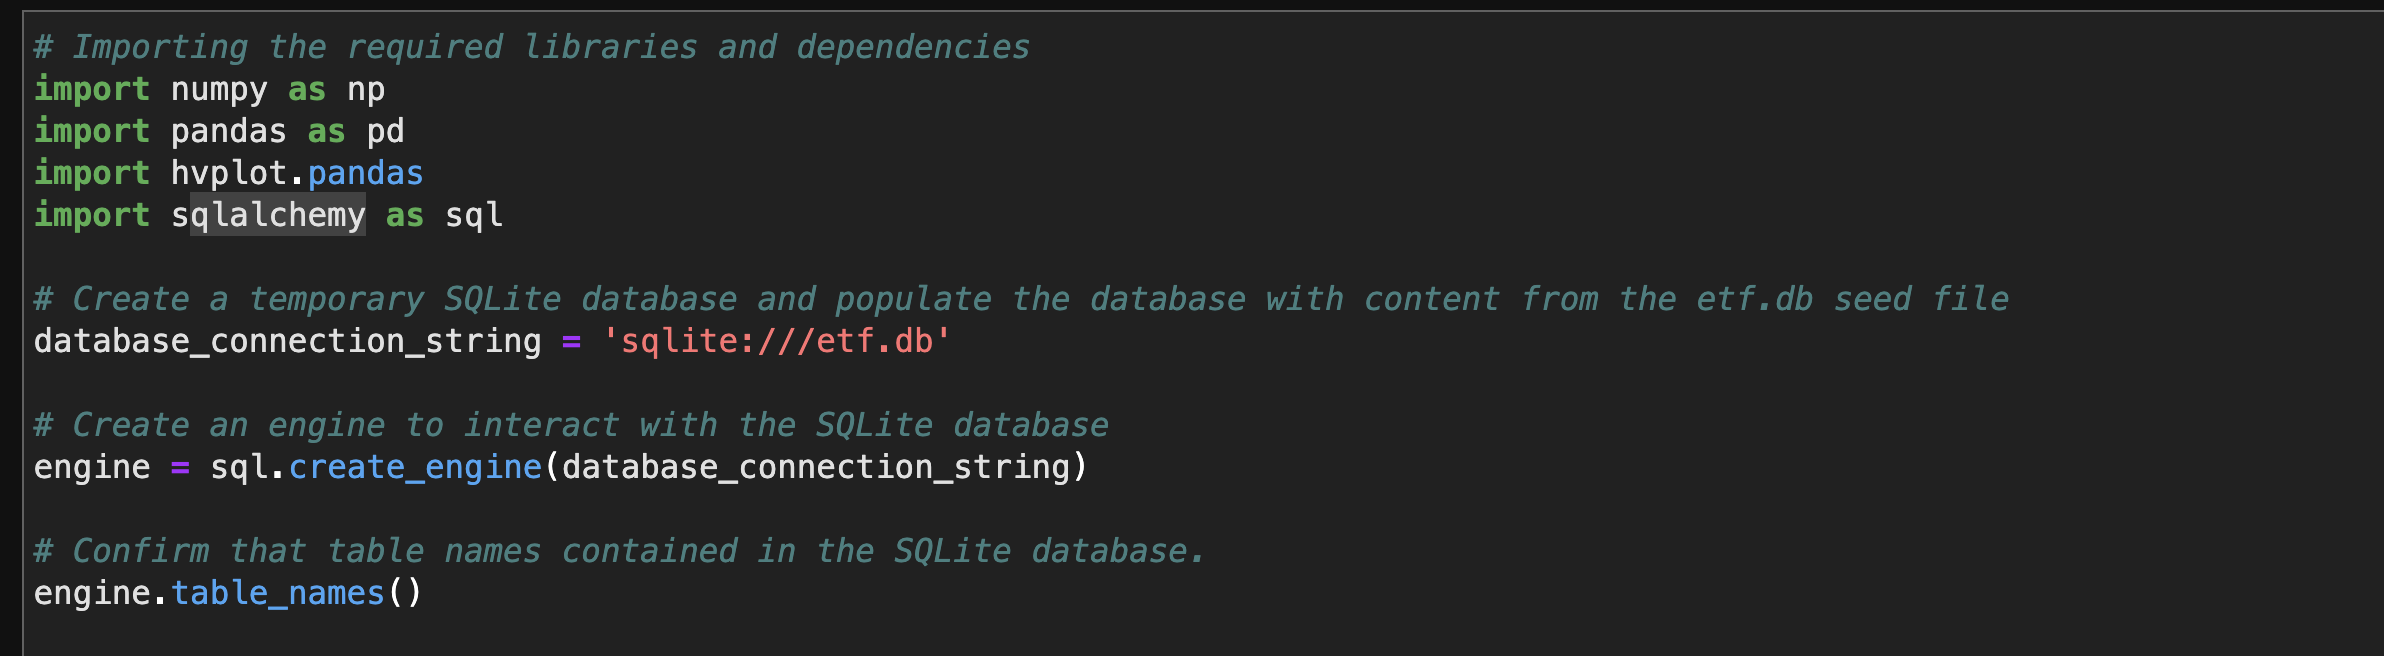 # Importing the required libraries and dependencies
import numpy as np
import pandas as pd
import hvplot.pandas
import sqlalchemy as sql
# Create a temporary SQLite database and populate the database with content from the etf.db seed file
database_connection_string = 'sqlite:///etf.db'
# Create an engine to interact with the SQLite database
engine = sql.create_engine(database_connection_string)
# Confirm that table names contained in the SQLite database.
engine.table_names()